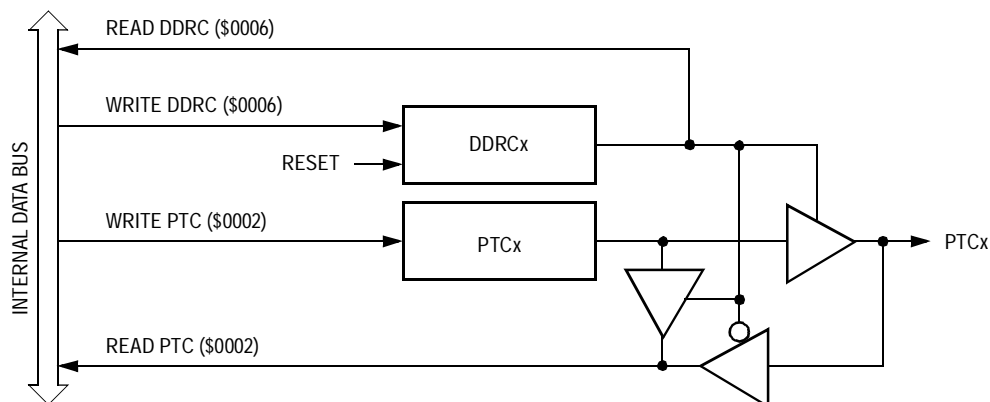 READ DDRC ($0006)
WRITE DDRC ($0006)
DDRCx
RESET
INTERNAL DATA BUS
WRITE PTC ($0002)
PTCx
PTCx
READ PTC ($0002)